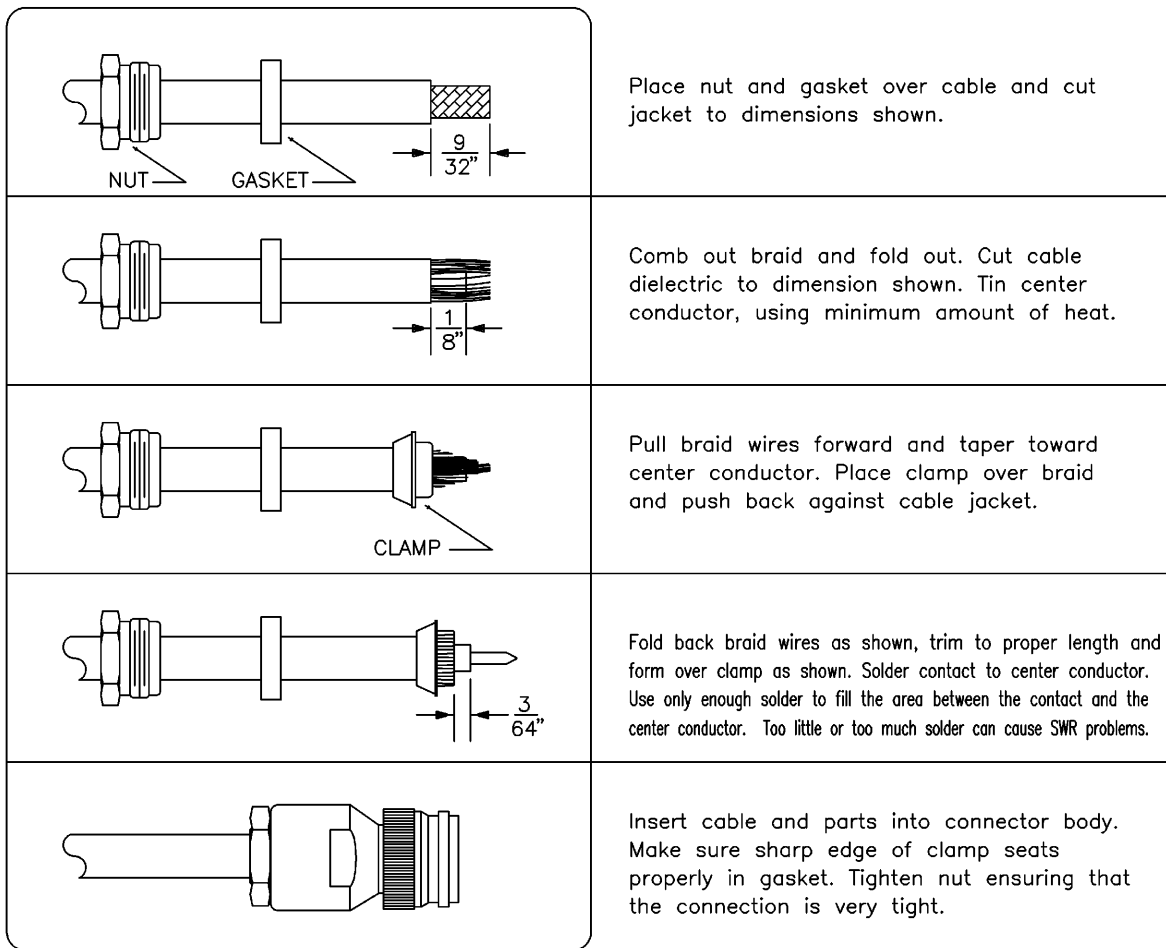 Place nut and gasket over cable and cut
jacket to dimensions shown.
9
32"
NUT
GASKET
Comb out braid and fold out. Cut cable
dielectric to dimension shown. Tin center
conductor, using minimum amount of heat.
1
8"
Pull braid wires forward and taper toward
center conductor. Place clamp over braid
and push back against cable jacket.
CLAMP
Fold back braid wires as shown, trim to proper length and
form over clamp as shown. Solder contact to center conductor.
Use only enough solder to fill the area between the contact and the
center conductor. Too little or too much solder can cause SWR problems.
3
64"
Insert cable and parts into connector body.
Make sure sharp edge of clamp seats
properly in gasket. Tighten nut ensuring that
the connection is very tight.